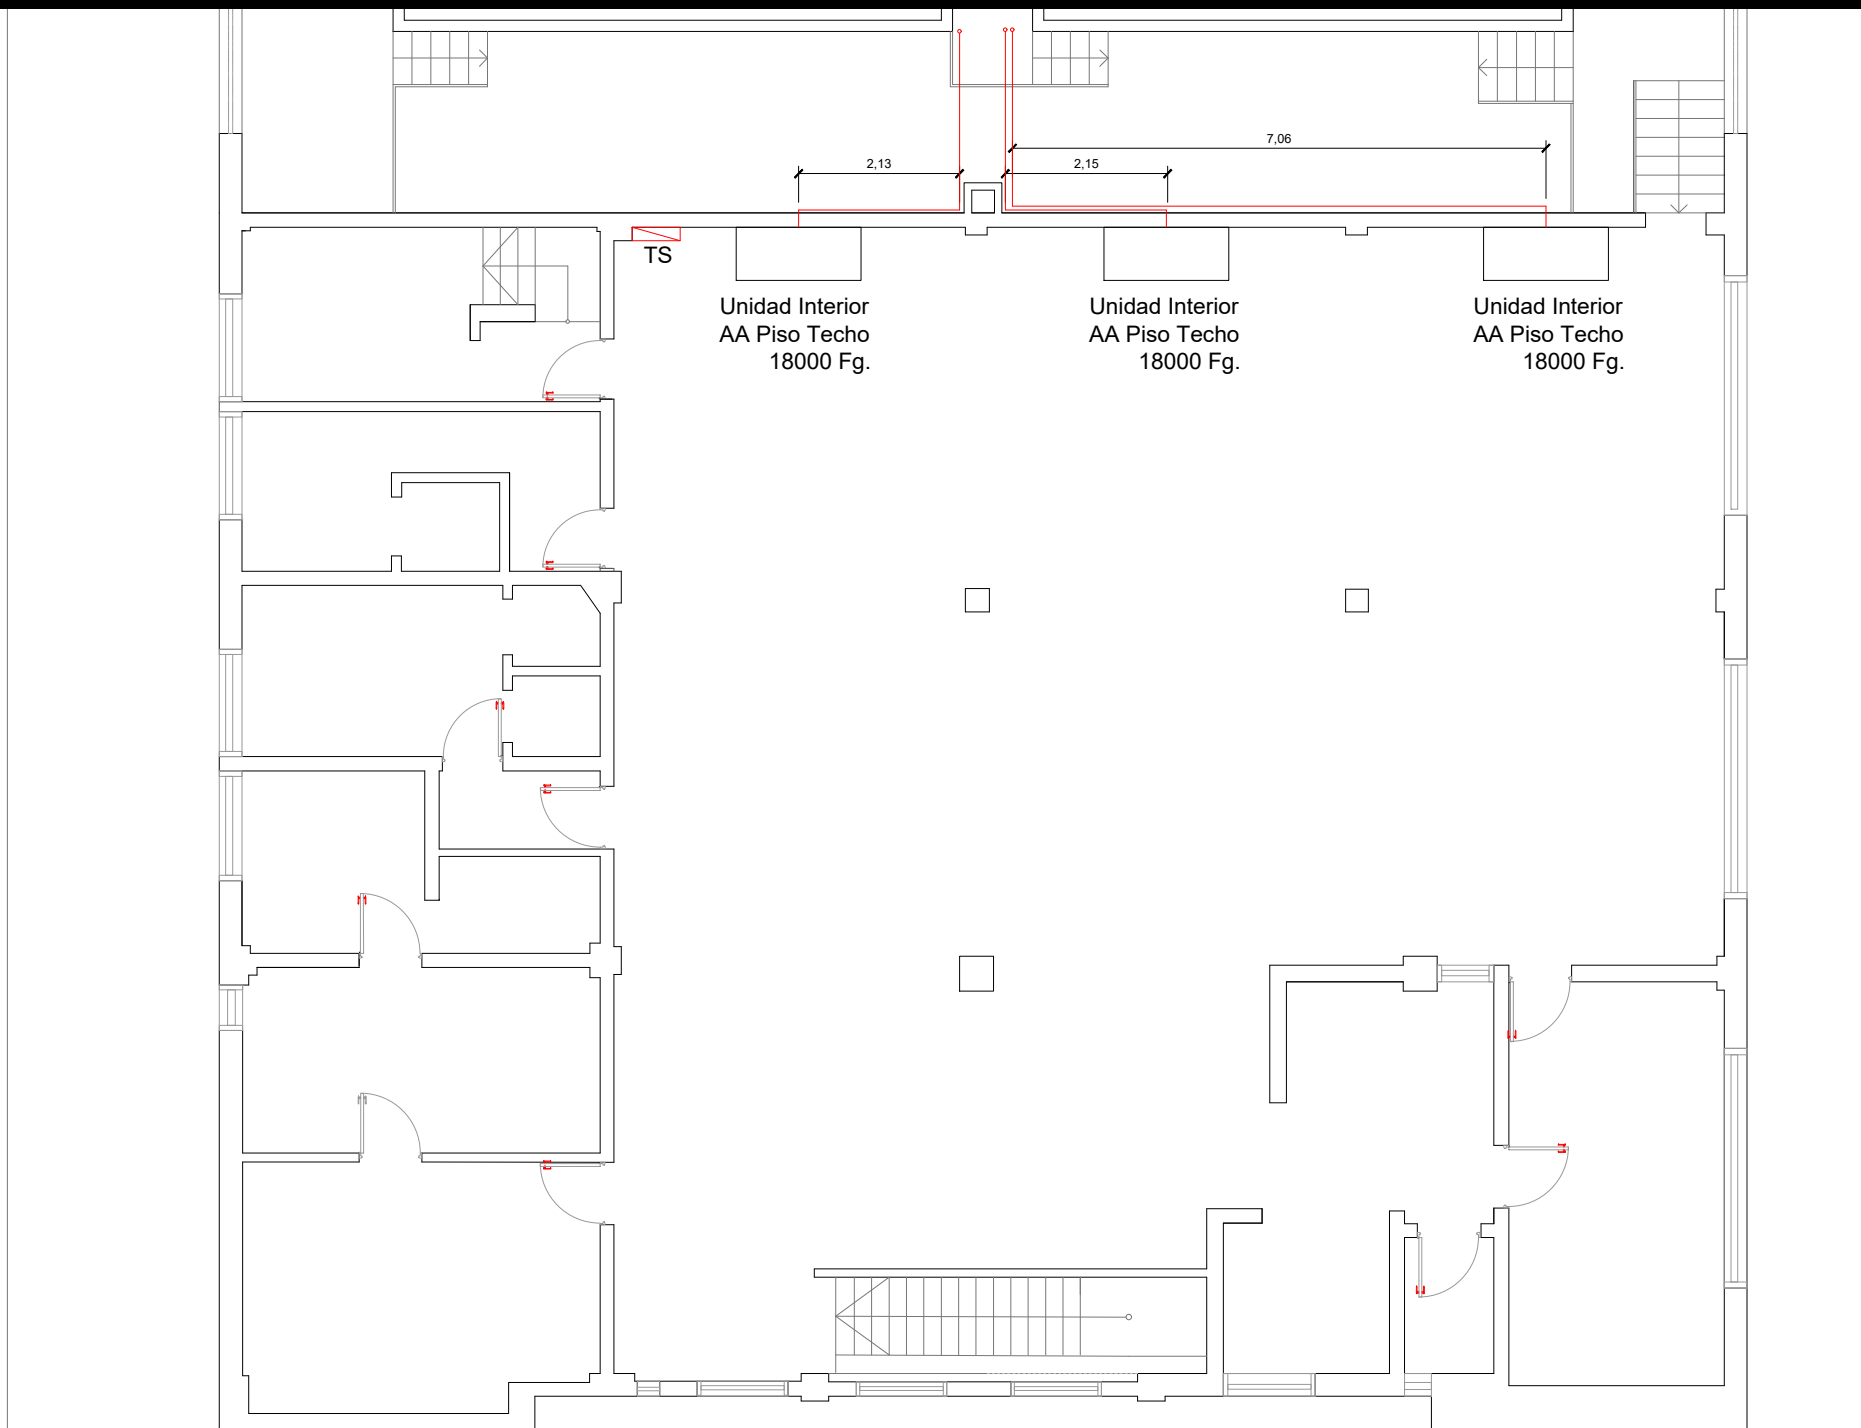 7,06
2,13
2,15
TS
Unidad Interior
AA Piso Techo
18000 Fg.
Unidad Interior
AA Piso Techo
18000 Fg.
Unidad Interior
AA Piso Techo
18000 Fg.